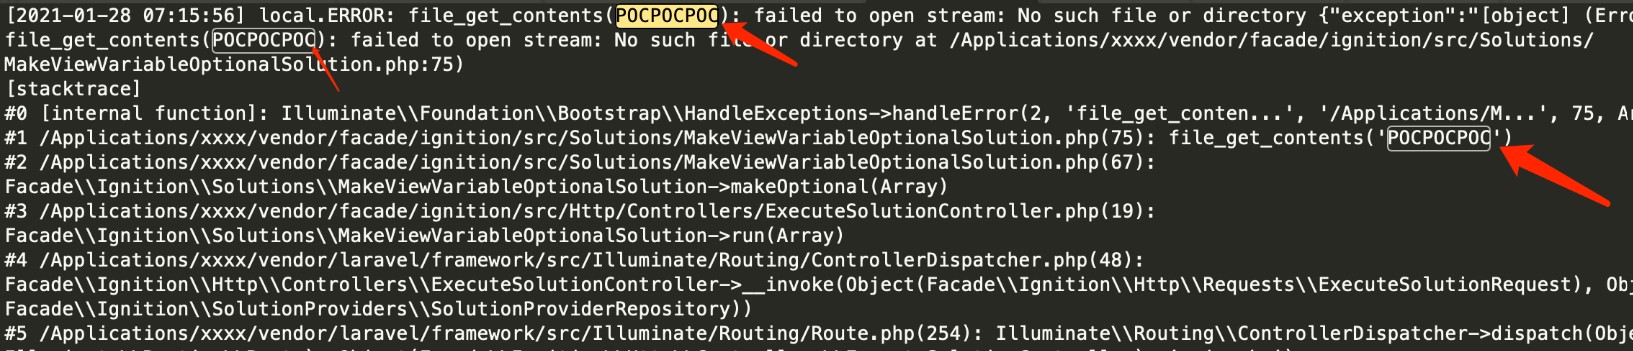 [2021-01-28 07:15:56] local.ERROR: file_get_contents(POCPOCPOC): failed to open stream: No such file or directory {"exception":"[object] (Erro
file_get_contents(POCPOCPOC): failed to open stream: No such file or directory at /Applications/xxxx/vendor/facade/ignition/src/Solutions/
MakeViewVariableOptionalSolution.php:75)
[stacktrace]
#0 [internal function]: Illuminate\\Foundation\\Bootstrap\\HandleExceptions->handleError(2, 'file_get_conten...', '/Applications/M...', 75, Ar
#1 /Applications/xxxx/vendor/facade/ignition/src/Solutions/MakeViewVariableOptionalSolution.php(75): file_get_contents('POCPOCPOC')
#2 /Applications/xxxx/vendor/facade/ignition/src/Solutions/MakeViewVariableOptionalSolution.php(67):
Facade\\Ignition\\Solutions\\MakeViewVariableOptionalSolution->makeOptional(Array)
#3 /Applications/xxxx/vendor/facade/ignition/src/Http/Controllers/ExecuteSolutionController.php(19):
Facade\\Ignition\\Solutions\\MakeViewVariableOptionalSolution->run(Array)
#4 /Applications/xxxx/vendor/laravel/framework/src/Illuminate/Routing/ControllerDispatcher.php(48):
Facade\\Ignition\\Http\\Controllers\\ExecuteSolutionController->__invoke(Object(Facade\\Ignition\\Http\\Requests\\ExecuteSolutionRequest), Obj
Facade\\Ignition\\SolutionProviders\\SolutionProviderRepository))
#5 /Applications/xxxx/vendor/laravel/framework/src/Illuminate/Routing/Route.php(254): Illuminate\\Routing\\ControllerDispatcher->dispatch(Obje